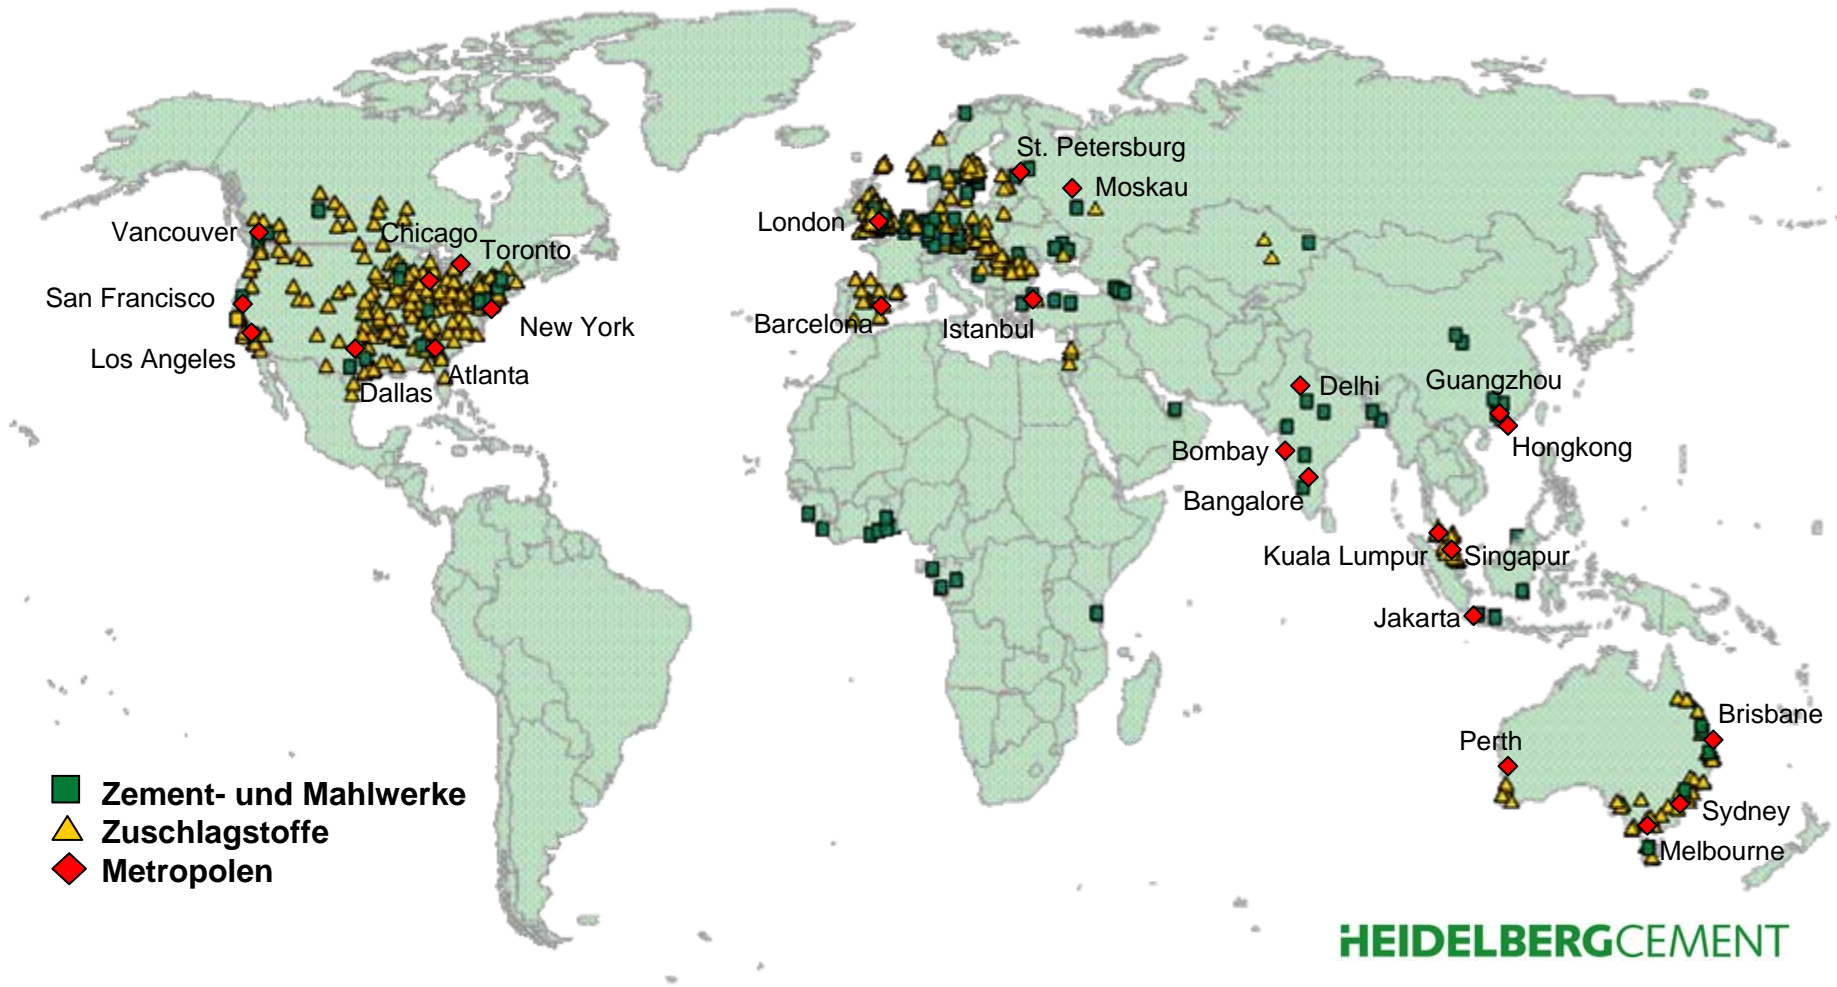 St. Petersburg
Moskau
London
Vancouver
Chicago
Toronto
San Francisco
New York
Barcelona
Istanbul
Los Angeles
Atlanta
Dallas
Delhi
Guangzhou
Hongkong
Bombay
Bangalore
Kuala Lumpur
Singapur
Jakarta
Brisbane
Perth
Sydney
Melbourne
Zement- und Mahlwerke
Zuschlagstoffe
Metropolen
HEIDELBERGCEMENT